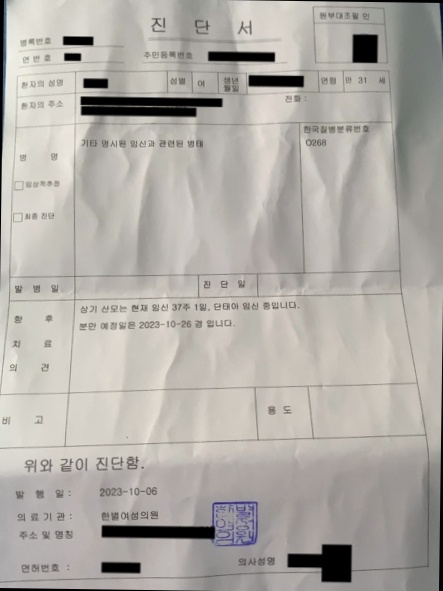 진 단 서
원부대조필 인
병록번호
연 번 호 주민등록번호
환자의 성명 성별 여 생년월일 연령 만 31 세
환자의 주소 전화 :
병 명
기타 명시된 임신과 관련된 병태
한국질병분류번호
O268
임상적추정
최종 진단
발 병 일 진 단 일
향 후 치 료 의 견
상기 산모는 현재 임신 37주 1일, 단태아 임신 중입니다.
분만 예정일은 2023-10-26 경 입니다.
비 고 용 도
위와 같이 진단함.
발 행 일 : 2023-10-06
의 료 기 관 : 한별여성의원
주소 및 명칭
면허번호 : 의사성명